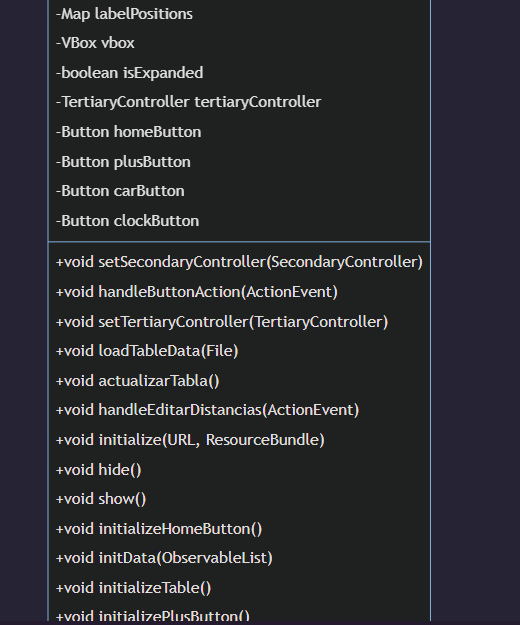 -Map labelPositions
-VBox vbox
-boolean isExpanded
-TertiaryController tertiaryController
-Button homeButton
-Button plusButton
-Button carButton
-Button clockButton
+void setSecondaryController(SecondaryController)
+void handleButtonAction(ActionEvent)
+void setTertiaryController(TertiaryController)
+void loadTableData(File)
+void actualizarTabla()
+void handleEditarDistancias(ActionEvent)
+void initialize(URL, ResourceBundle)
+void hide()
+void show()
+void initializeHomeButton()
+void initData(ObservableList)
+void initializeTable()
+void initializePlusButton()